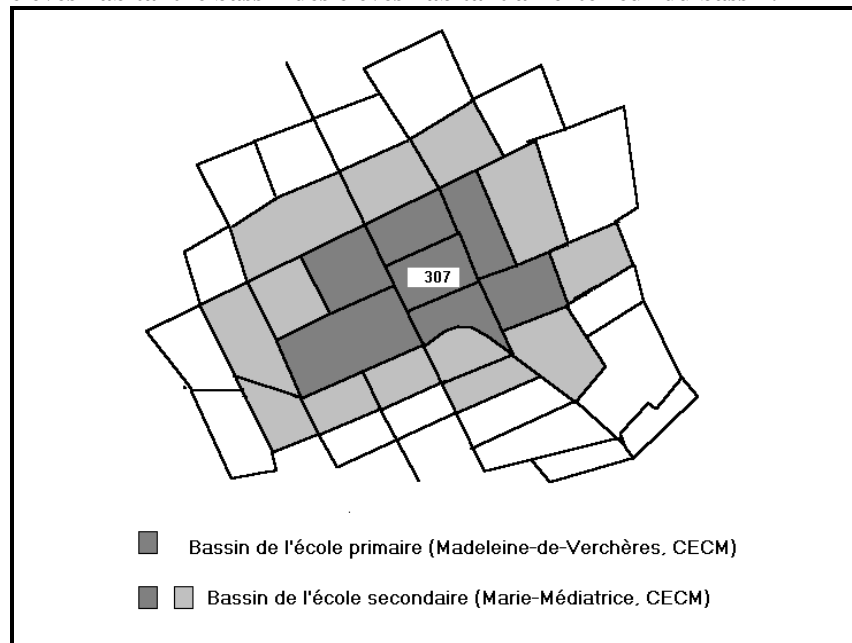 307
Bassin de l'école primaire (Madeleine-de-Verchères, CECM)
Bassin de l'école secondaire (Marie-Médiatrice, CECM)